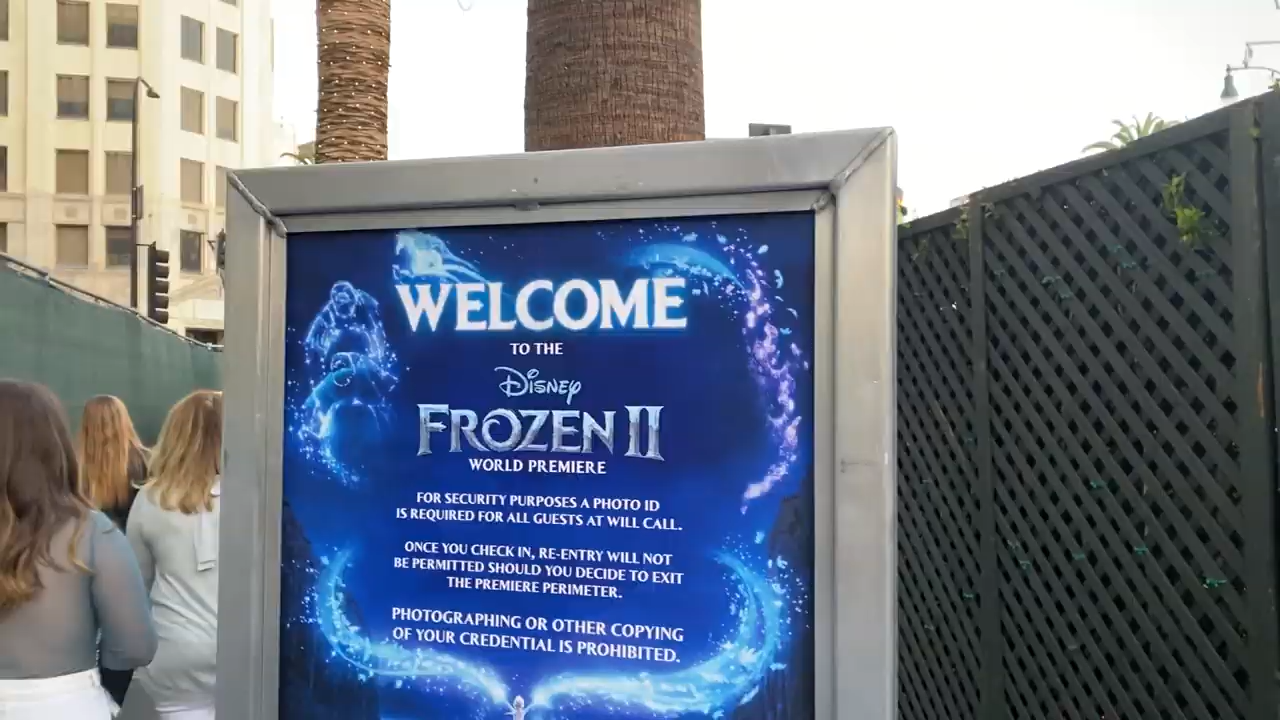 WELCOME
TO THE
Disney
FROZEN II
WORLD PREMIERE
FOR SECURITY PURPOSES A PHOTO ID
IS REQUIRED FOR ALL GUESTS AT WILL CALL.
ONCE YOU CHECK IN, RE-ENTRY WILL NOT
BE PERMITTED SHOULD YOU DECIDE TO EXIT
THE PREMIERE PERIMETER.
PHOTOGRAPHING OR OTHER COPYING
OF YOUR CREDENTIAL IS PROHIBITED.